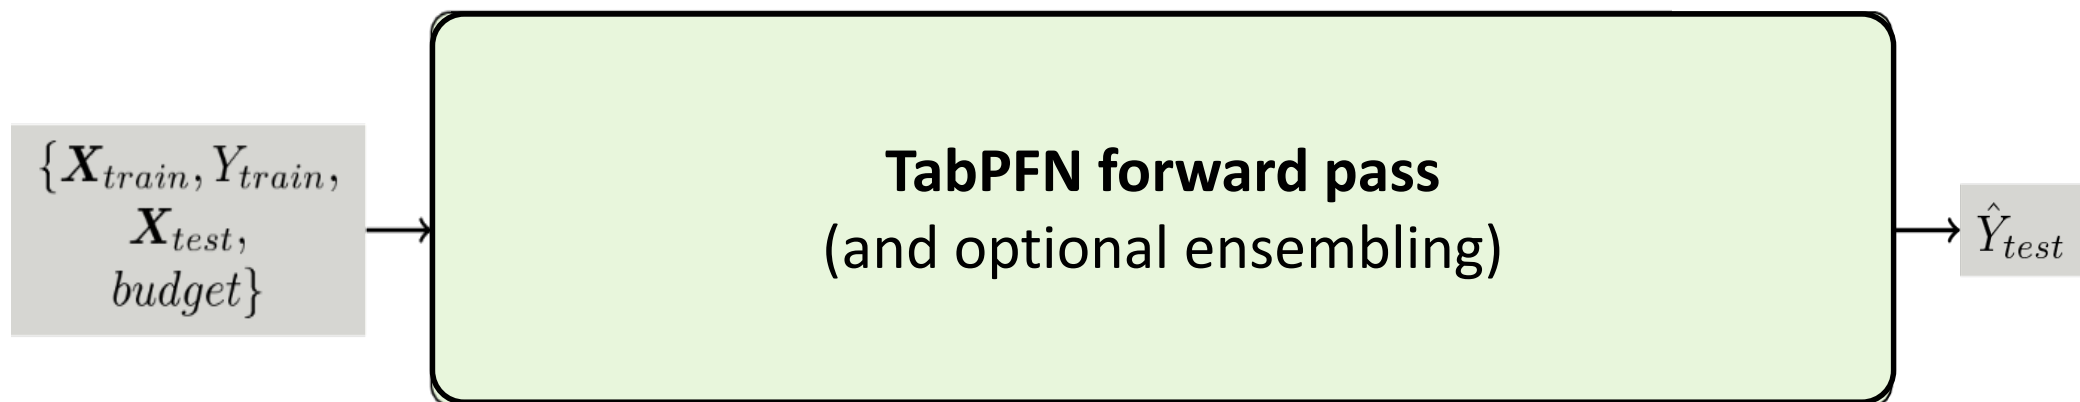 {X_train, Y_train,
X_test,
budget}
TabPFN forward pass
(and optional ensembling)
Ŷ_test